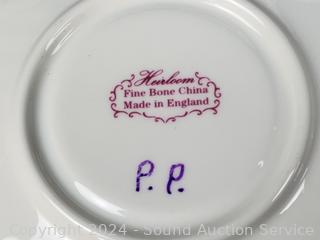 Heirloom
Fine Bone China
Made in England
P. P.
Copyright 2024 - Sound Auction Service